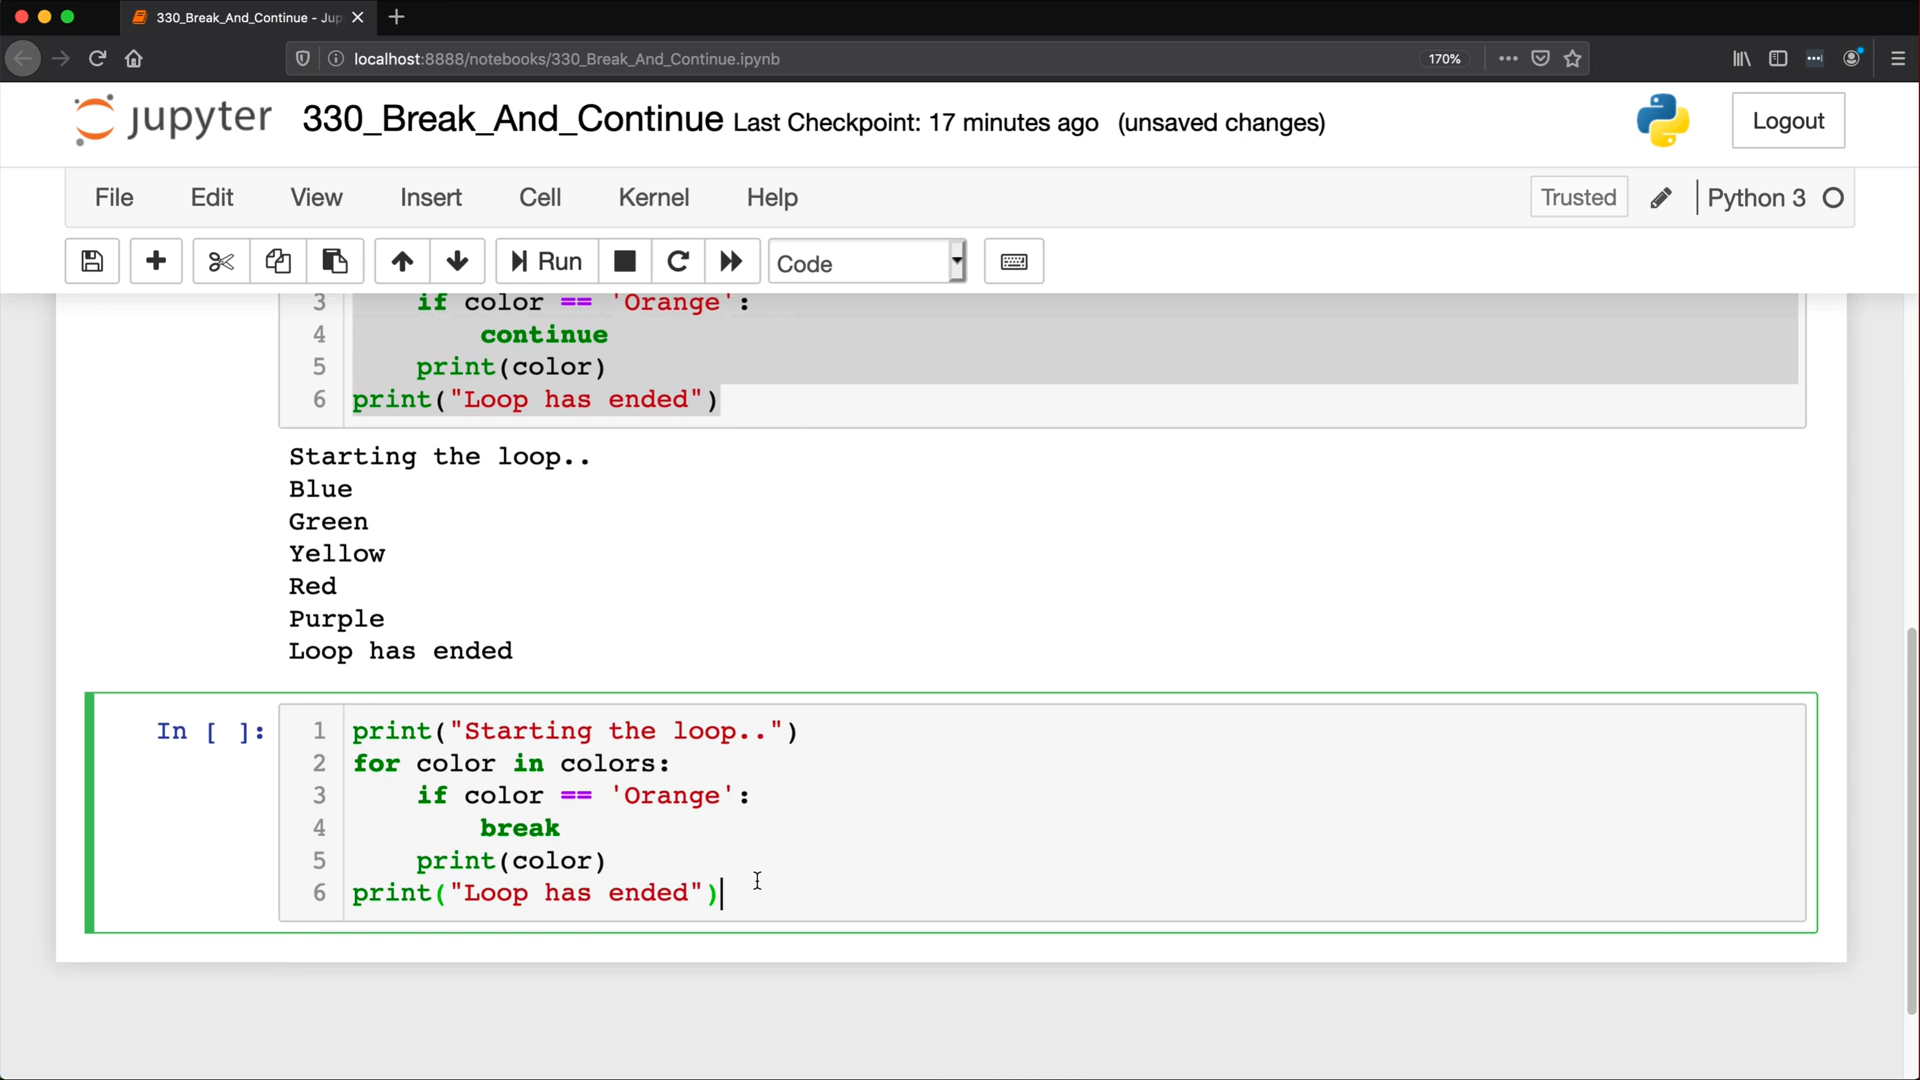 330_Break_And_Continue - Jup
localhost:8888/notebooks/330_Break_And_Continue.ipynb 170%
jupyter 330_Break_And_Continue Last Checkpoint: 17 minutes ago (unsaved changes) Logout
File Edit View Insert Cell Kernel Help Trusted Python 3
Run Code
3 if color == 'Orange':
4 continue
5 print(color)
6 print("Loop has ended")
Starting the loop..
Blue
Green
Yellow
Red
Purple
Loop has ended
In [ ]: 1 print("Starting the loop..")
2 for color in colors:
3 if color == 'Orange':
4 break
5 print(color)
6 print("Loop has ended")